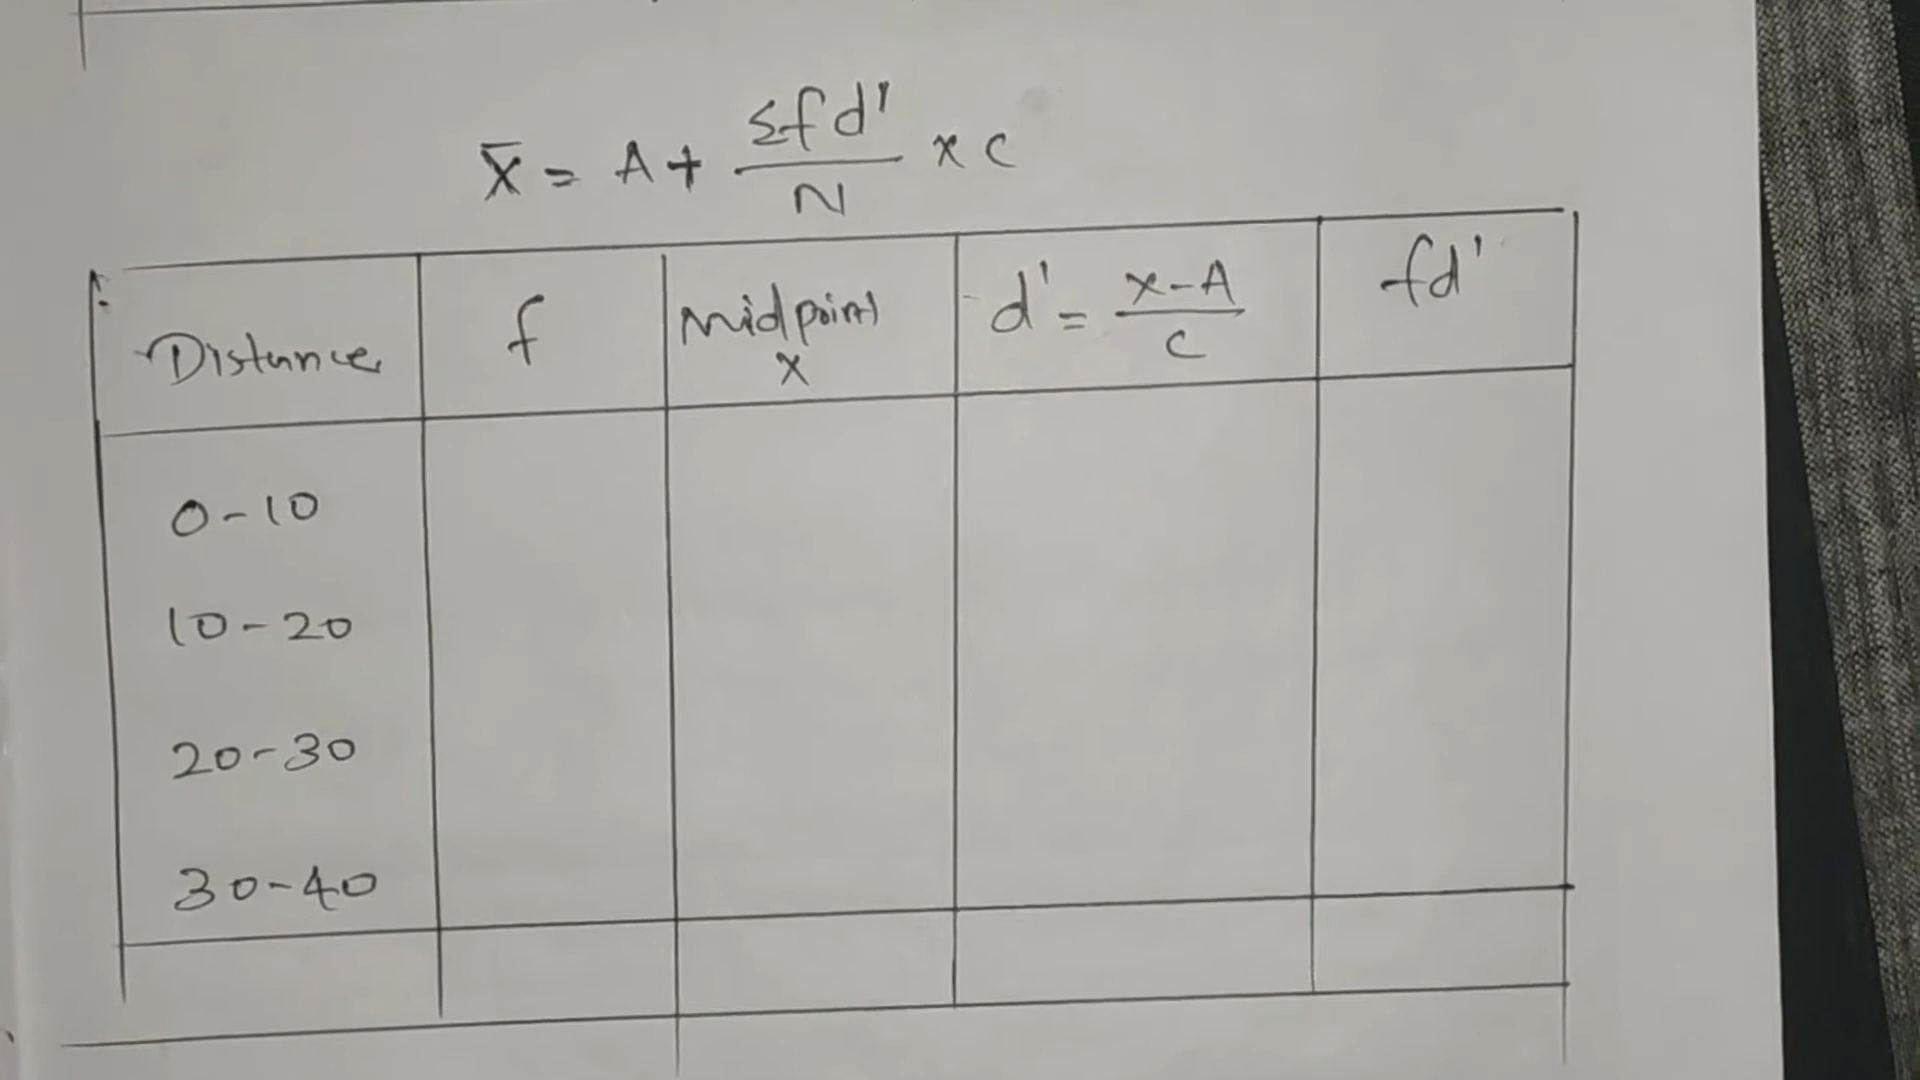 x̄ = A + Σfd' / N × c
Distance f Midpoint x d' = x-A / c fd'
0-10
10-20
20-30
30-40